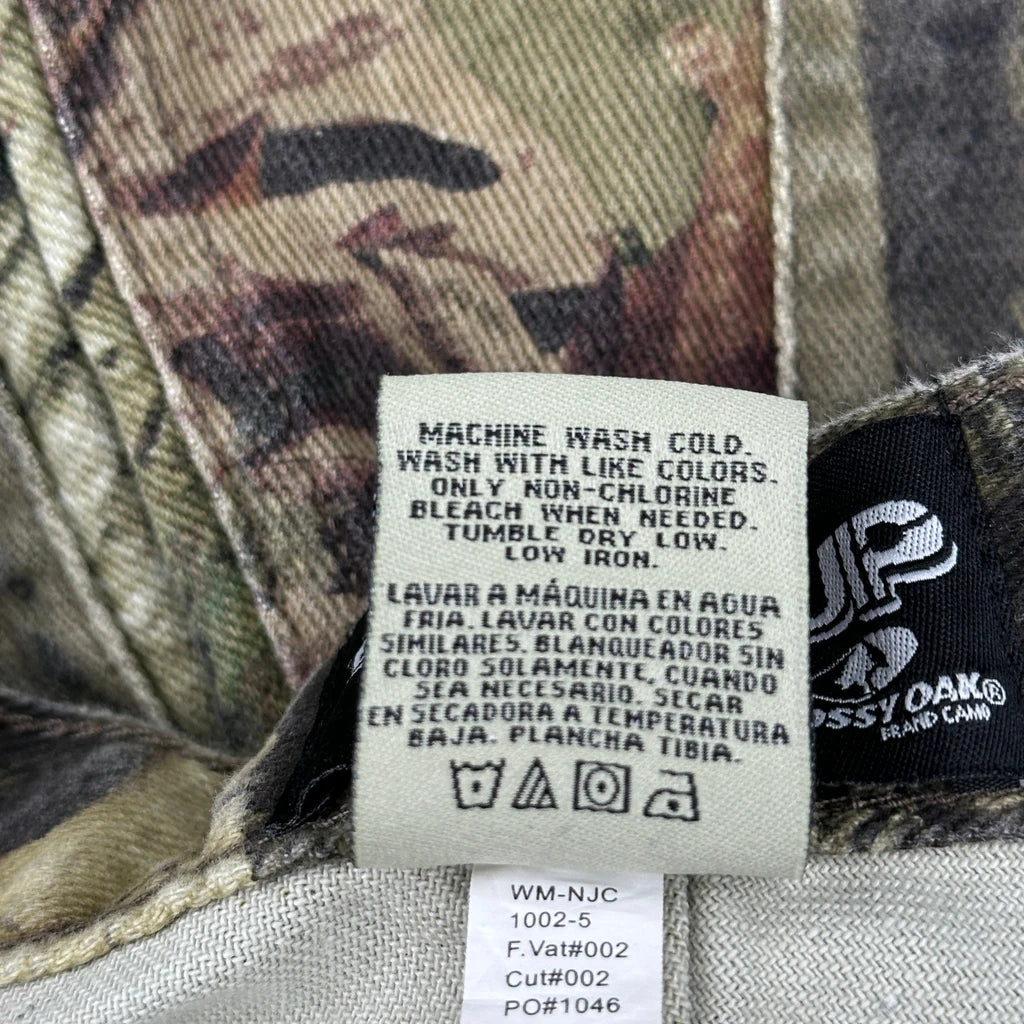 MACHINE WASH COLD.
WASH WITH LIKE COLORS.
ONLY NON-CHLORINE
BLEACH WHEN NEEDED.
TUMBLE DRY LOW.
LOW IRON.
LAVAR A MÁQUINA EN AGUA
FRIA. LAVAR CON COLORES
SIMILARES. BLANQUEADOR SIN
CLORO SOLAMENTE, CUANDO
SEA NECESARIO. SECAR
EN SECADORA A TEMPERATURA
BAJA. PLANCHA TIBIA.
OSSY OAK®
BRAND CAMO
WM-NJC
1002-5
F.Vat#002
Cut#002
PO#1046